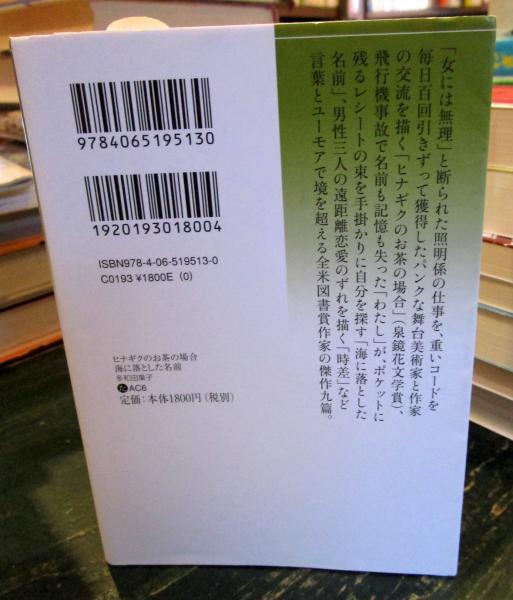 「女には無理」と断られた照明係の仕事を、重いコードを
毎日百回引きずって獲得したパンクな舞台美術家と作家
の交流を描く「ヒナギクのお茶の場合」（泉鏡花文学賞）、
飛行機事故で名前も記憶も失った「わたし」が、ポケットに
残るレシートの束を手掛かりに自分を探す「海に落とした
名前」、男性三人の遠距離恋愛のずれを描く「時差」など
言葉とユーモアで境を超える全米図書賞作家の傑作九篇。
9784065195130
1920193018004
ISBN978-4-06-519513-0
C0193 ¥1800E (0)
ヒナギクのお茶の場合
海に落とした名前
多和田葉子
た AC6
定価：本体1800円（税別）